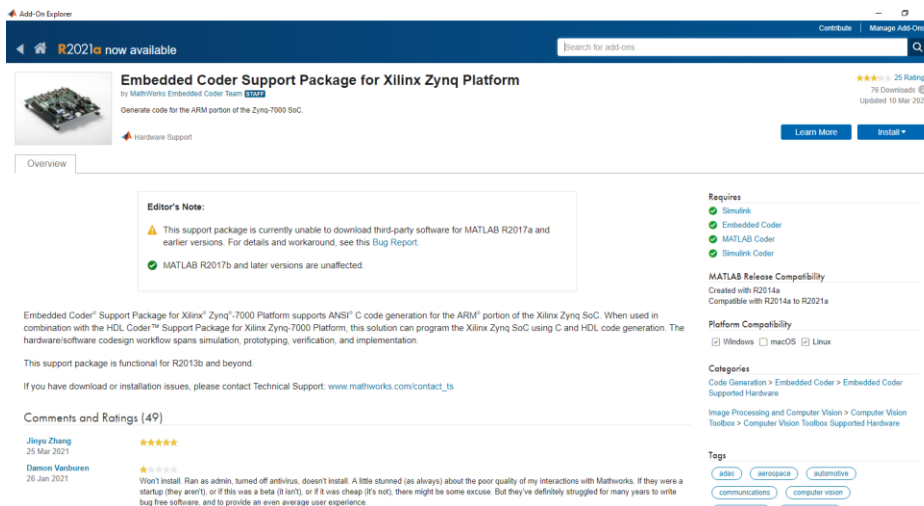 Add-On Explorer
Contribute
Manage Add-Ons
R2021a now available
Search for add-ons
Embedded Coder Support Package for Xilinx Zynq Platform
by MathWorks Embedded Coder Team STAFF
25 Rating
76 Downloads
Updated 10 Mar 202
Generate code for the ARM portion of the Zynq-7000 SoC.
Hardware Support
Learn More
Install
Overview
Editor's Note:
This support package is currently unable to download third-party software for MATLAB R2017a and
earlier versions. For details and workaround, see this Bug Report.
MATLAB R2017b and later versions are unaffected.
Embedded Coder® Support Package for Xilinx® Zynq®-7000 Platform supports ANSI® C code generation for the ARM® portion of the Xilinx Zynq SoC. When used in
combination with the HDL Coder™ Support Package for Xilinx Zynq-7000 Platform, this solution can program the Xilinx Zynq SoC using C and HDL code generation. The
hardware/software codesign workflow spans simulation, prototyping, verification, and implementation.
This support package is functional for R2013b and beyond.
If you have download or installation issues, please contact Technical Support: www.mathworks.com/contact_ts
Comments and Ratings (49)
Jinyu Zhang
25 Mar 2021
Damon Vanburen
26 Jan 2021
Won't install. Ran as admin, turned off antivirus, doesn't install. A little stunned (as always) about the poor quality of my interactions with Mathworks. If they were a
startup (they aren't), or if this was a beta (it isn't), or if it was cheap (it's not), there might be some excuse. But they've definitely struggled for many years to write
bug free software, and to provide an even average user experience.
Requires
Simulink
Embedded Coder
MATLAB Coder
Simulink Coder
MATLAB Release Compatibility
Created with R2014a
Compatible with R2014a to R2021a
Platform Compatibility
Windows
macOS
Linux
Categories
Code Generation > Embedded Coder > Embedded Coder
Supported Hardware
Image Processing and Computer Vision > Computer Vision
Toolbox > Computer Vision Toolbox Supported Hardware
Tags
adas
aerospace
automotive
communications
computer vision